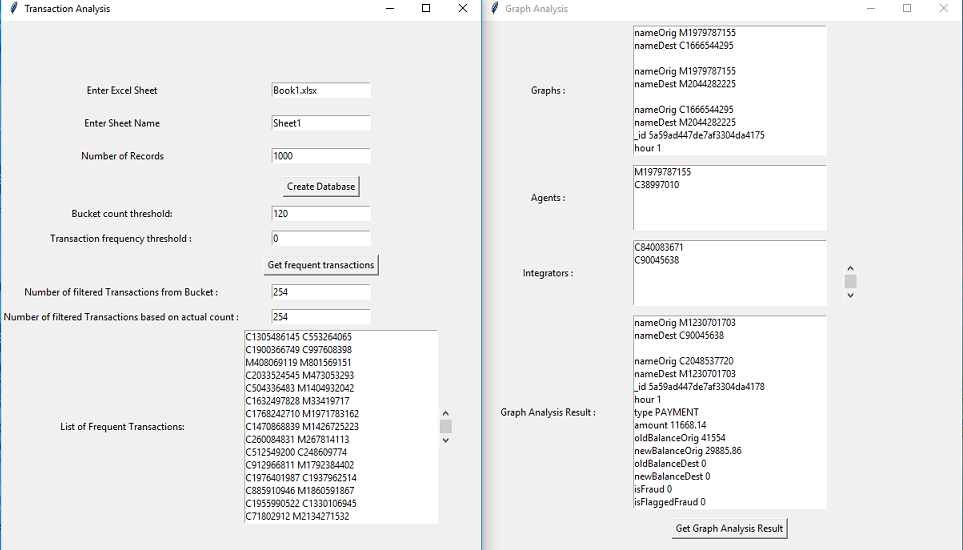 Transaction Analysis
Enter Excel Sheet
Book1.xlsx
Enter Sheet Name
Sheet1
Number of Records
1000
Create Database
Bucket count threshold:
120
Transaction frequency threshold :
0
Get frequent transactions
Number of filtered Transactions from Bucket :
254
Number of filtered Transactions based on actual count :
254
List of Frequent Transactions:
C1305486145 C553264065
C1900366749 C997608398
M408069119 M801569151
C2033524545 M473053293
C504336483 M1404932042
C1632497828 M33419717
C1768242710 M1971783162
C1470868839 M1426725223
C260084831 M267814113
C512549200 C248609774
C912966811 M1792384402
C1976401987 C1937962514
C885910946 M1860591867
C1955990522 C1330106945
C71802912 M2134271532
Graph Analysis
Graphs :
nameOrig M1979787155
nameDest C1666544295
nameOrig M1979787155
nameDest M2044282225
nameOrig C1666544295
nameDest M2044282225
_id 5a59ad447de7af3304da4175
hour 1
Agents :
M1979787155
C38997010
Integrators :
C840083671
C90045638
Graph Analysis Result :
nameOrig M1230701703
nameDest C90045638
nameOrig C2048537720
nameDest M1230701703
_id 5a59ad447de7af3304da4178
hour 1
type PAYMENT
amount 11668.14
oldBalanceOrig 41554
newBalanceOrig 29885.86
oldBalanceDest 0
newBalanceDest 0
isFraud 0
isFlaggedFraud 0
Get Graph Analysis Result